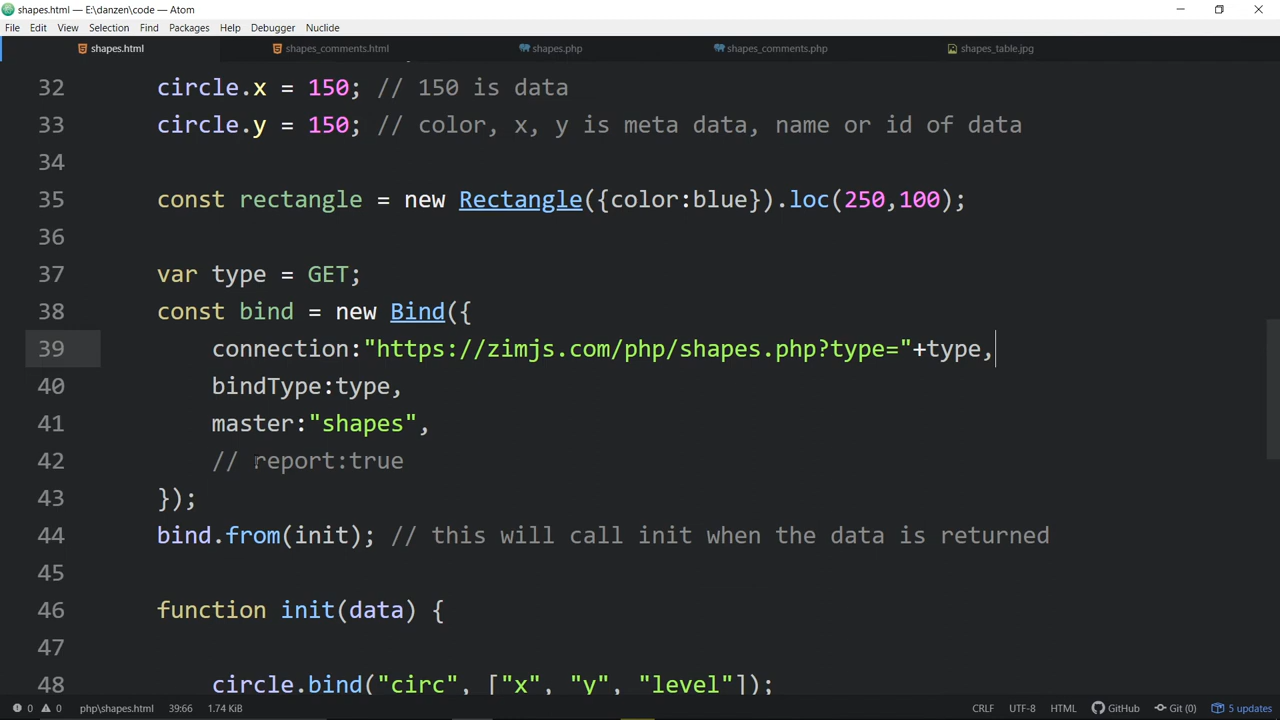 shapes.html — E:\danzen\code — Atom
File Edit View Selection Find Packages Help Debugger Nuclide
shapes.html shapes_comments.html shapes.php shapes_comments.php shapes_table.jpg
32 circle.x = 150; // 150 is data
33 circle.y = 150; // color, x, y is meta data, name or id of data
34
35 const rectangle = new Rectangle({color:blue}).loc(250,100);
36
37 var type = GET;
38 const bind = new Bind({
39 connection:"https://zimjs.com/php/shapes.php?type="+type,
40 bindType:type,
41 master:"shapes",
42 // report:true
43 });
44 bind.from(init); // this will call init when the data is returned
45
46 function init(data) {
47
48 circle.bind("circ", ["x", "y", "level"]);
0 0 php\shapes.html 39:66 1.74 KiB CRLF UTF-8 HTML GitHub Git (0) 5 updates